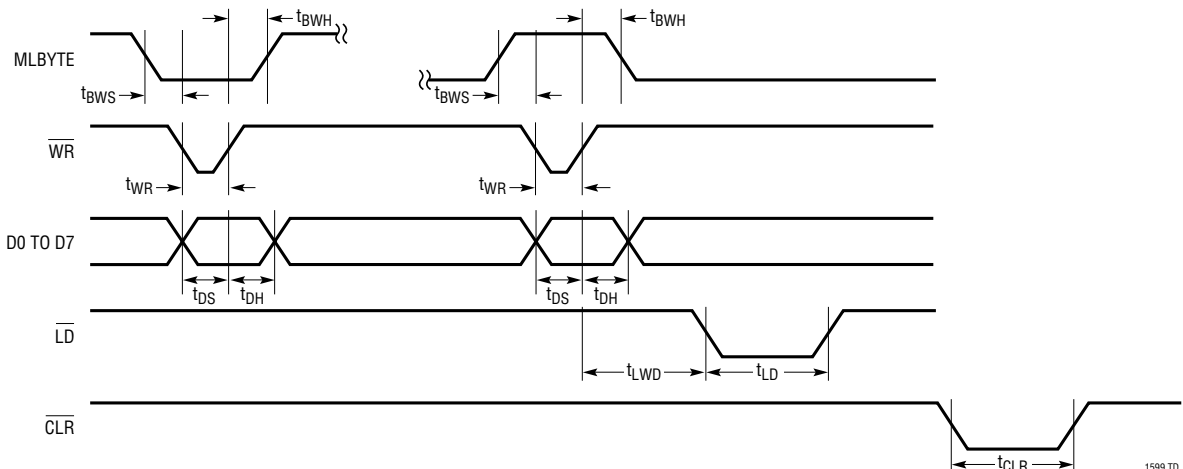 tBWH
tBWH
MLBYTE
tBWS
tBWS
WR
tWR
tWR
D0 TO D7
tDS
tDH
tDS
tDH
LD
tLWD
tLD
CLR
tCLR
1599 TD